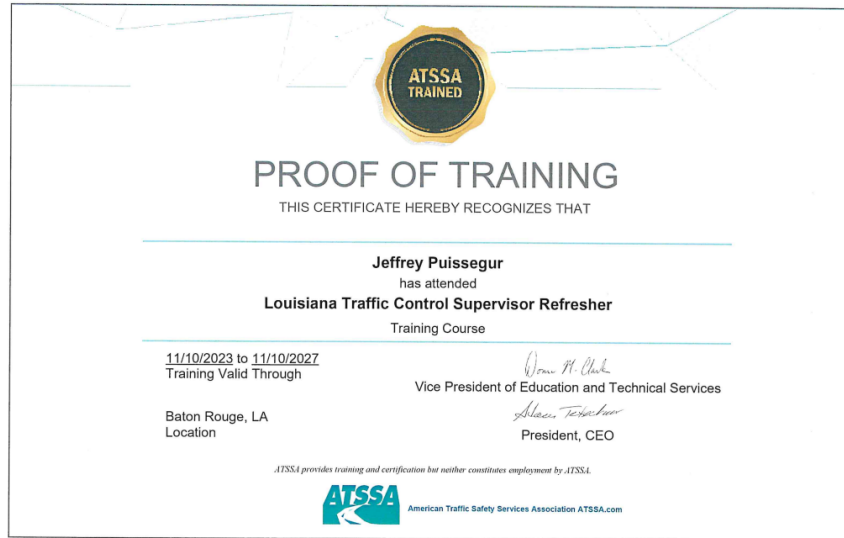 ATSSA
TRAINED
PROOF OF TRAINING
THIS CERTIFICATE HEREBY RECOGNIZES THAT
Jeffrey Puissegur
has attended
Louisiana Traffic Control Supervisor Refresher
Training Course
11/10/2023 to 11/10/2027
Training Valid Through
Vice President of Education and Technical Services
Baton Rouge, LA
Location
President, CEO
ATSSA provides training and certification but neither constitutes employment by ATSSA.
ATSSA
American Traffic Safety Services Association ATSSA.com